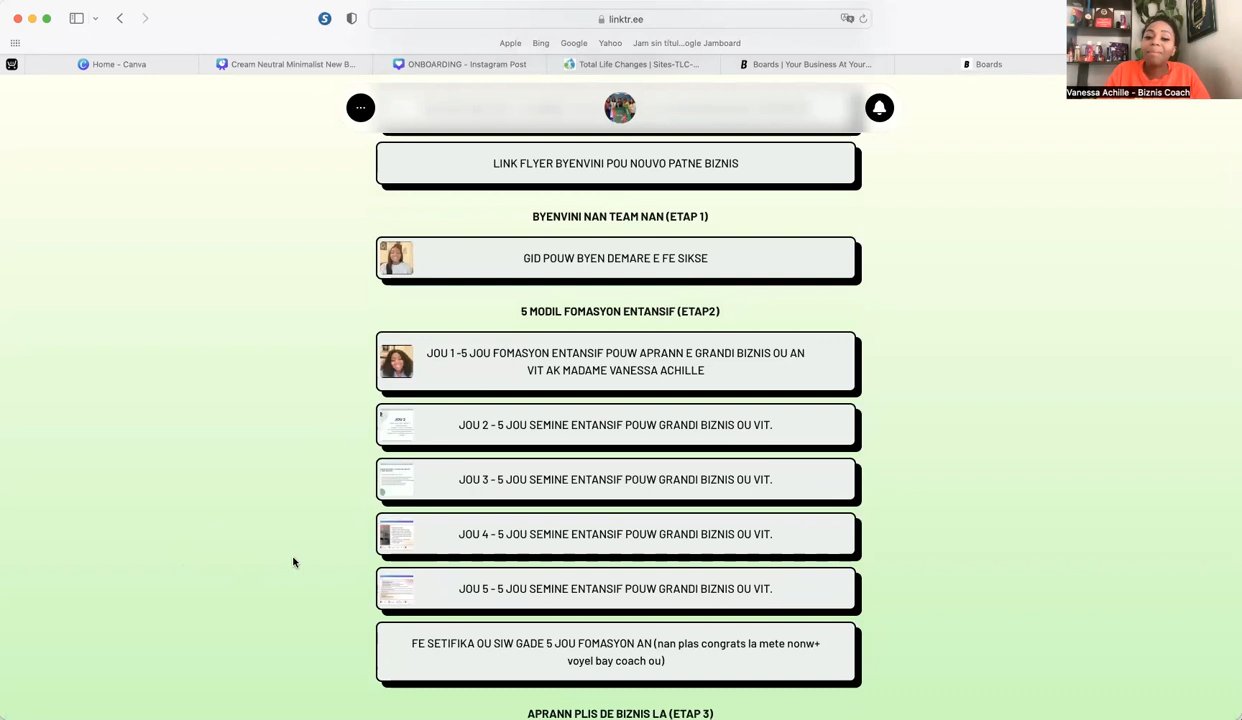 linktr.ee
Apple Bing Google Yahoo Jam sin títul...ogle Jamboard
Home - Canva
Cream Neutral Minimalist New B...
ONBOARDING - Instagram Post
Total Life Changes | Sites-TLC-...
Boards | Your Business At Your...
Boards
Vanessa Achille - Biznis Coach
LINK FLYER BYENVINI POU NOUVO PATNE BIZNIS
BYENVINI NAN TEAM NAN (ETAP 1)
GID POUW BYEN DEMARE E FE SIKSE
5 MODIL FOMASYON ENTANSIF (ETAP2)
JOU 1 -5 JOU FOMASYON ENTANSIF POUW APRANN E GRANDI BIZNIS OU AN
VIT AK MADAME VANESSA ACHILLE
JOU 2 - 5 JOU SEMINE ENTANSIF POUW GRANDI BIZNIS OU VIT.
JOU 3 - 5 JOU SEMINE ENTANSIF POUW GRANDI BIZNIS OU VIT.
JOU 4 - 5 JOU SEMINE ENTANSIF POUW GRANDI BIZNIS OU VIT.
JOU 5 - 5 JOU SEMINE ENTANSIF POUW GRANDI BIZNIS OU VIT.
FE SETIFIKA OU SIW GADE 5 JOU FOMASYON AN (nan plas congrats la mete nonw+
voyel bay coach ou)
APRANN PLIS DE BIZNIS LA (ETAP 3)